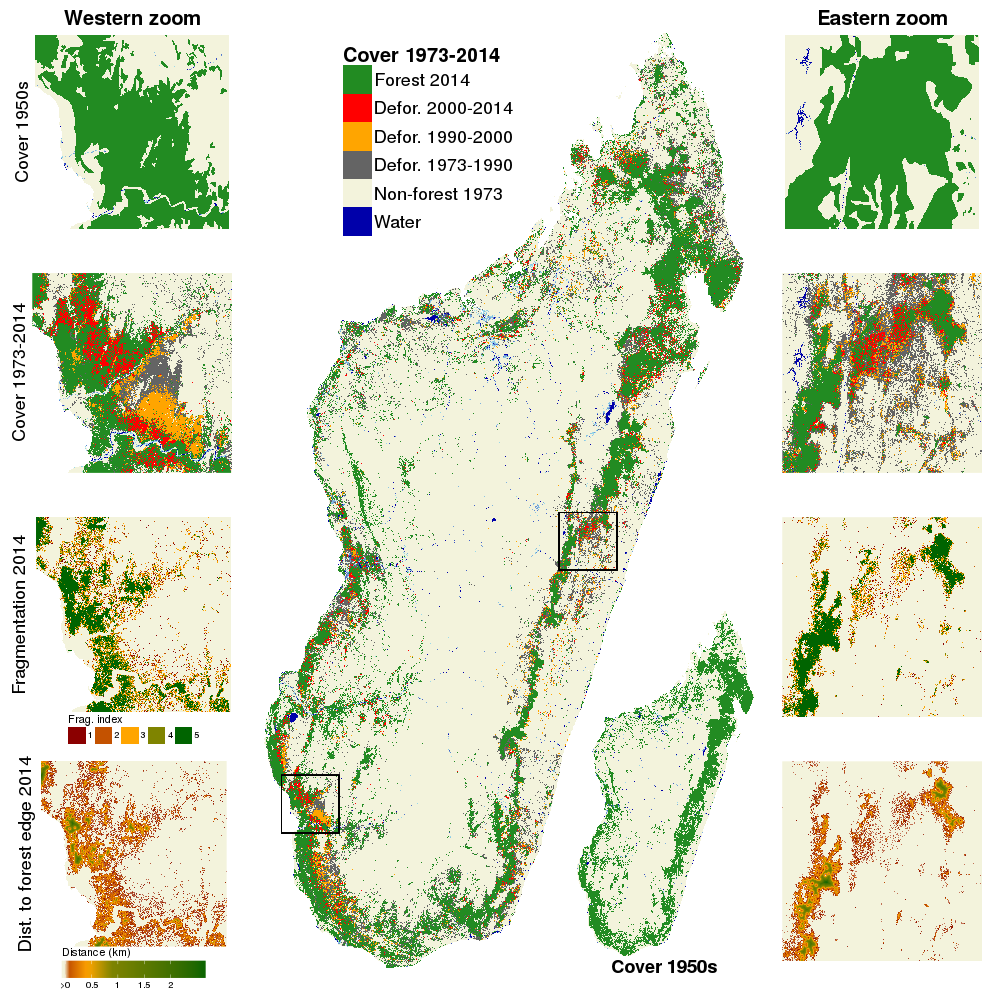 Western zoom
Eastern zoom
Cover 1950s
Cover 1973-2014
Forest 2014
Defor. 2000-2014
Defor. 1990-2000
Defor. 1973-1990
Non-forest 1973
Water
Cover 1973-2014
Fragmentation 2014
Frag. index
1 2 3 4 5
Dist. to forest edge 2014
Distance (km)
>0 0.5 1 1.5 2
Cover 1950s